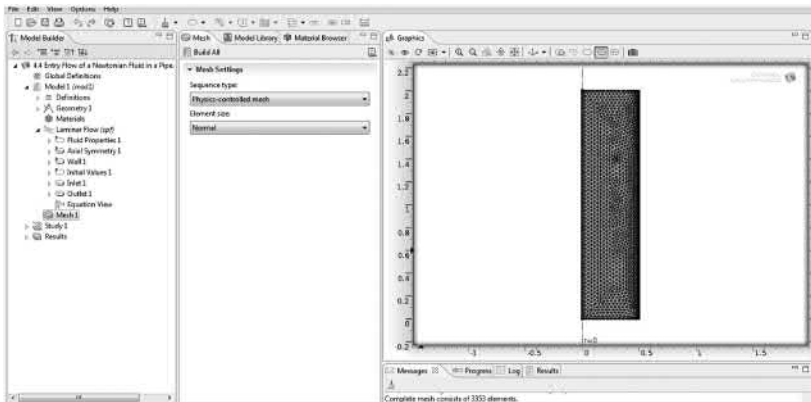 File Edit View Options Help
Model Builder
4.4 Entry Flow of a Newtonian Fluid in a Pipe.
Global Definitions
Model 1 (mod1)
Definitions
Geometry 1
Materials
Laminar Flow (spf)
Fluid Properties 1
Axial Symmetry 1
Wall 1
Initial Values 1
Inlet 1
Outlet 1
Equation View
Mesh 1
Study 1
Results
Mesh Model Library Material Browser
Build All
Mesh Settings
Sequence type:
Physics-controlled mesh
Element size:
Normal
Graphics
2.2
2
1.8
1.6
1.4
1.2
1
0.8
0.6
0.4
0.2
0
-0.2
r=0
-1 -0.5 0 0.5 1 1.5
Messages Progress Log Results
Complete mesh consists of 3353 elements.